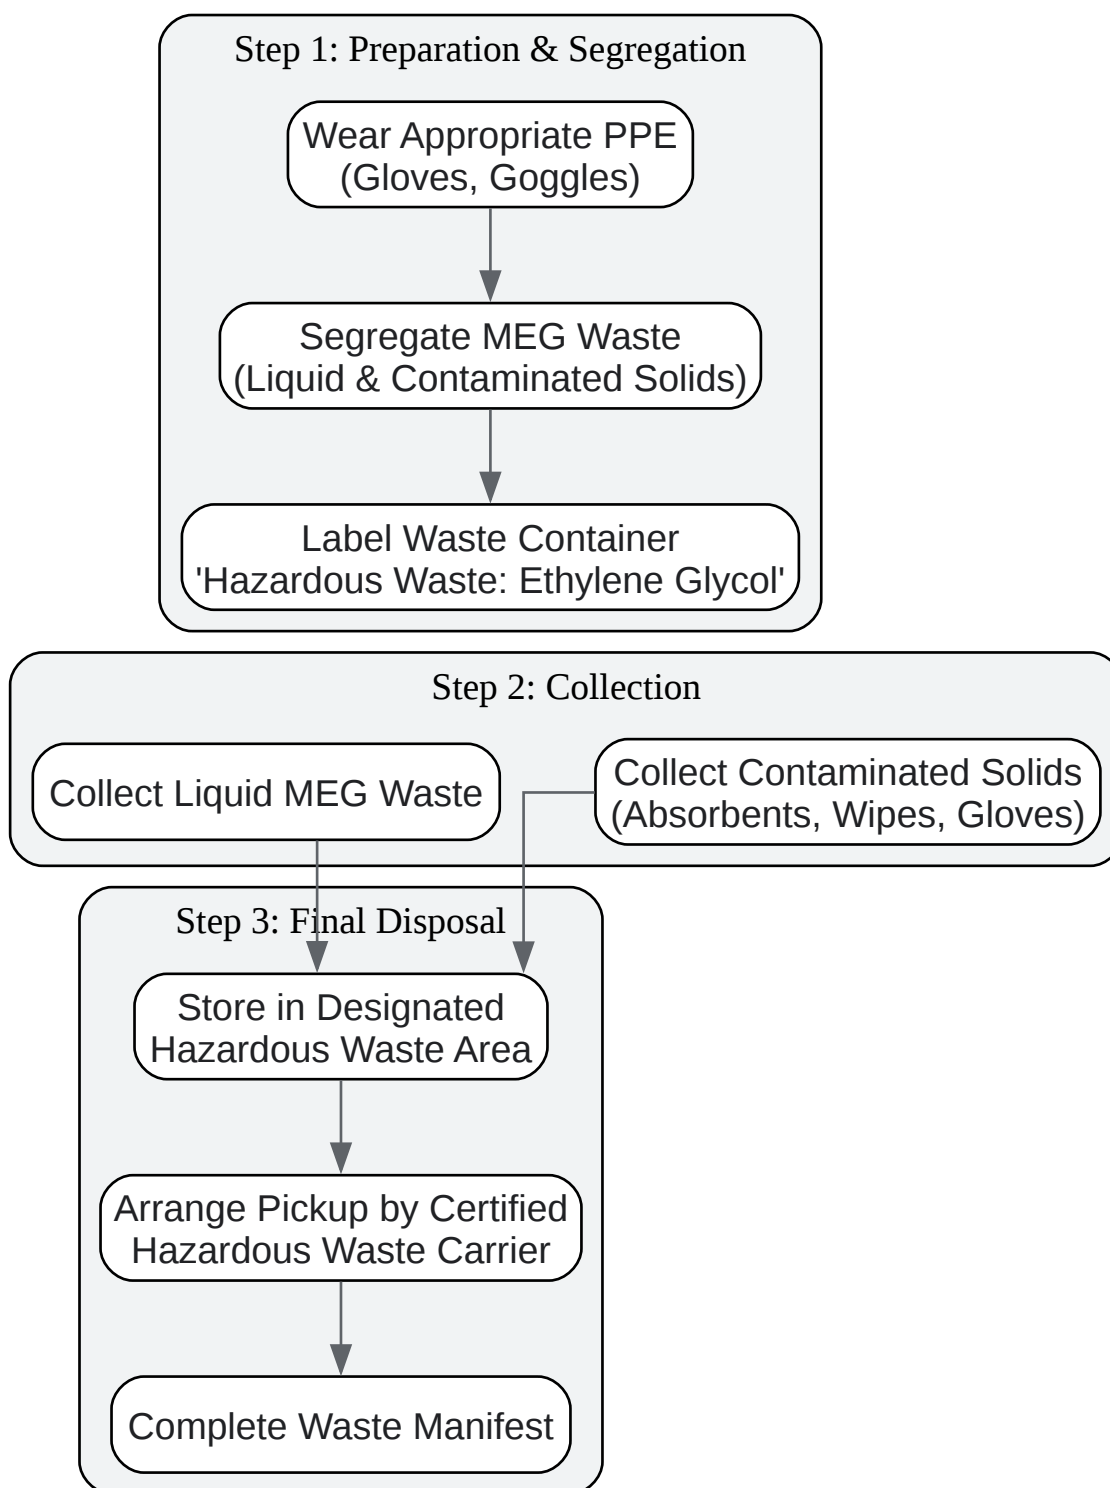 Step 1: Preparation & Segregation
Wear Appropriate PPE
(Gloves, Goggles)
Segregate MEG Waste
(Liquid & Contaminated Solids)
Label Waste Container
'Hazardous Waste: Ethylene Glycol'
Step 2: Collection
Collect Liquid MEG Waste
Collect Contaminated Solids
(Absorbents, Wipes, Gloves)
Step 3: Final Disposal
Store in Designated
Hazardous Waste Area
Arrange Pickup by Certified
Hazardous Waste Carrier
Complete Waste Manifest